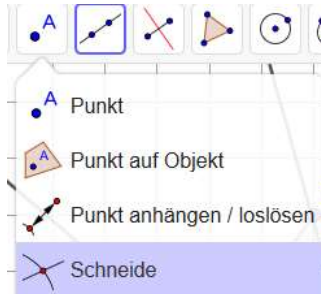 A
A Punkt
A Punkt auf Objekt
Punkt anhängen / loslösen
Schneide